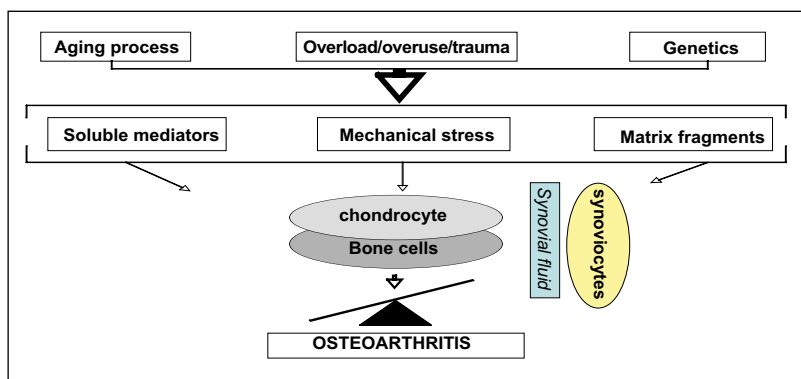 Aging process
Overload/overuse/trauma
Genetics
Soluble mediators
Mechanical stress
Matrix fragments
chondrocyte
Bone cells
Synovial fluid
synoviocytes
OSTEOARTHRITIS